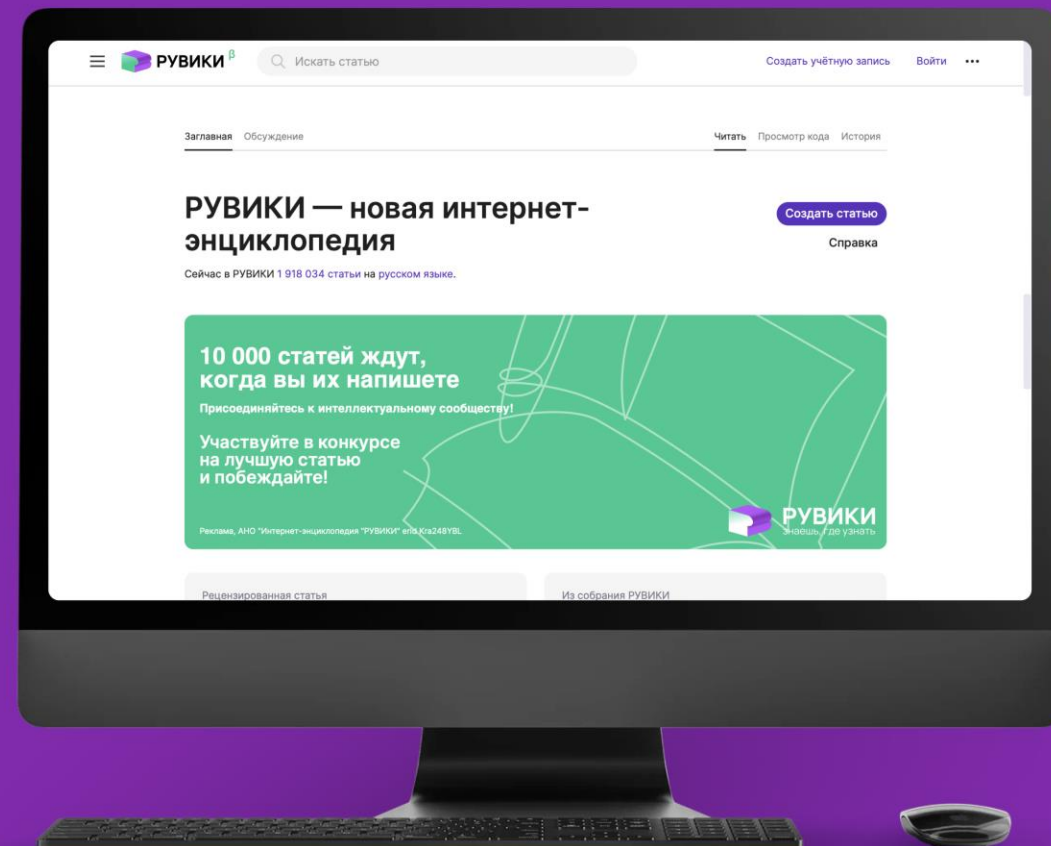 РУВИКИ β
Искать статью
Создать учётную запись
Войти
Заглавная
Обсуждение
Читать
Просмотр кода
История
РУВИКИ — новая интернет-
энциклопедия
Создать статью
Справка
Сейчас в РУВИКИ 1 918 034 статьи на русском языке.
10 000 статей ждут,
когда вы их напишете
Присоединяйтесь к интеллектуальному сообществу!
Участвуйте в конкурсе
на лучшую статью
и побеждайте!
РУВИКИ
знаешь, где узнать
Реклама, АНО "Интернет-энциклопедия "РУВИКИ" erid Kra248YBL
Рецензированная статья
Из собрания РУВИКИ